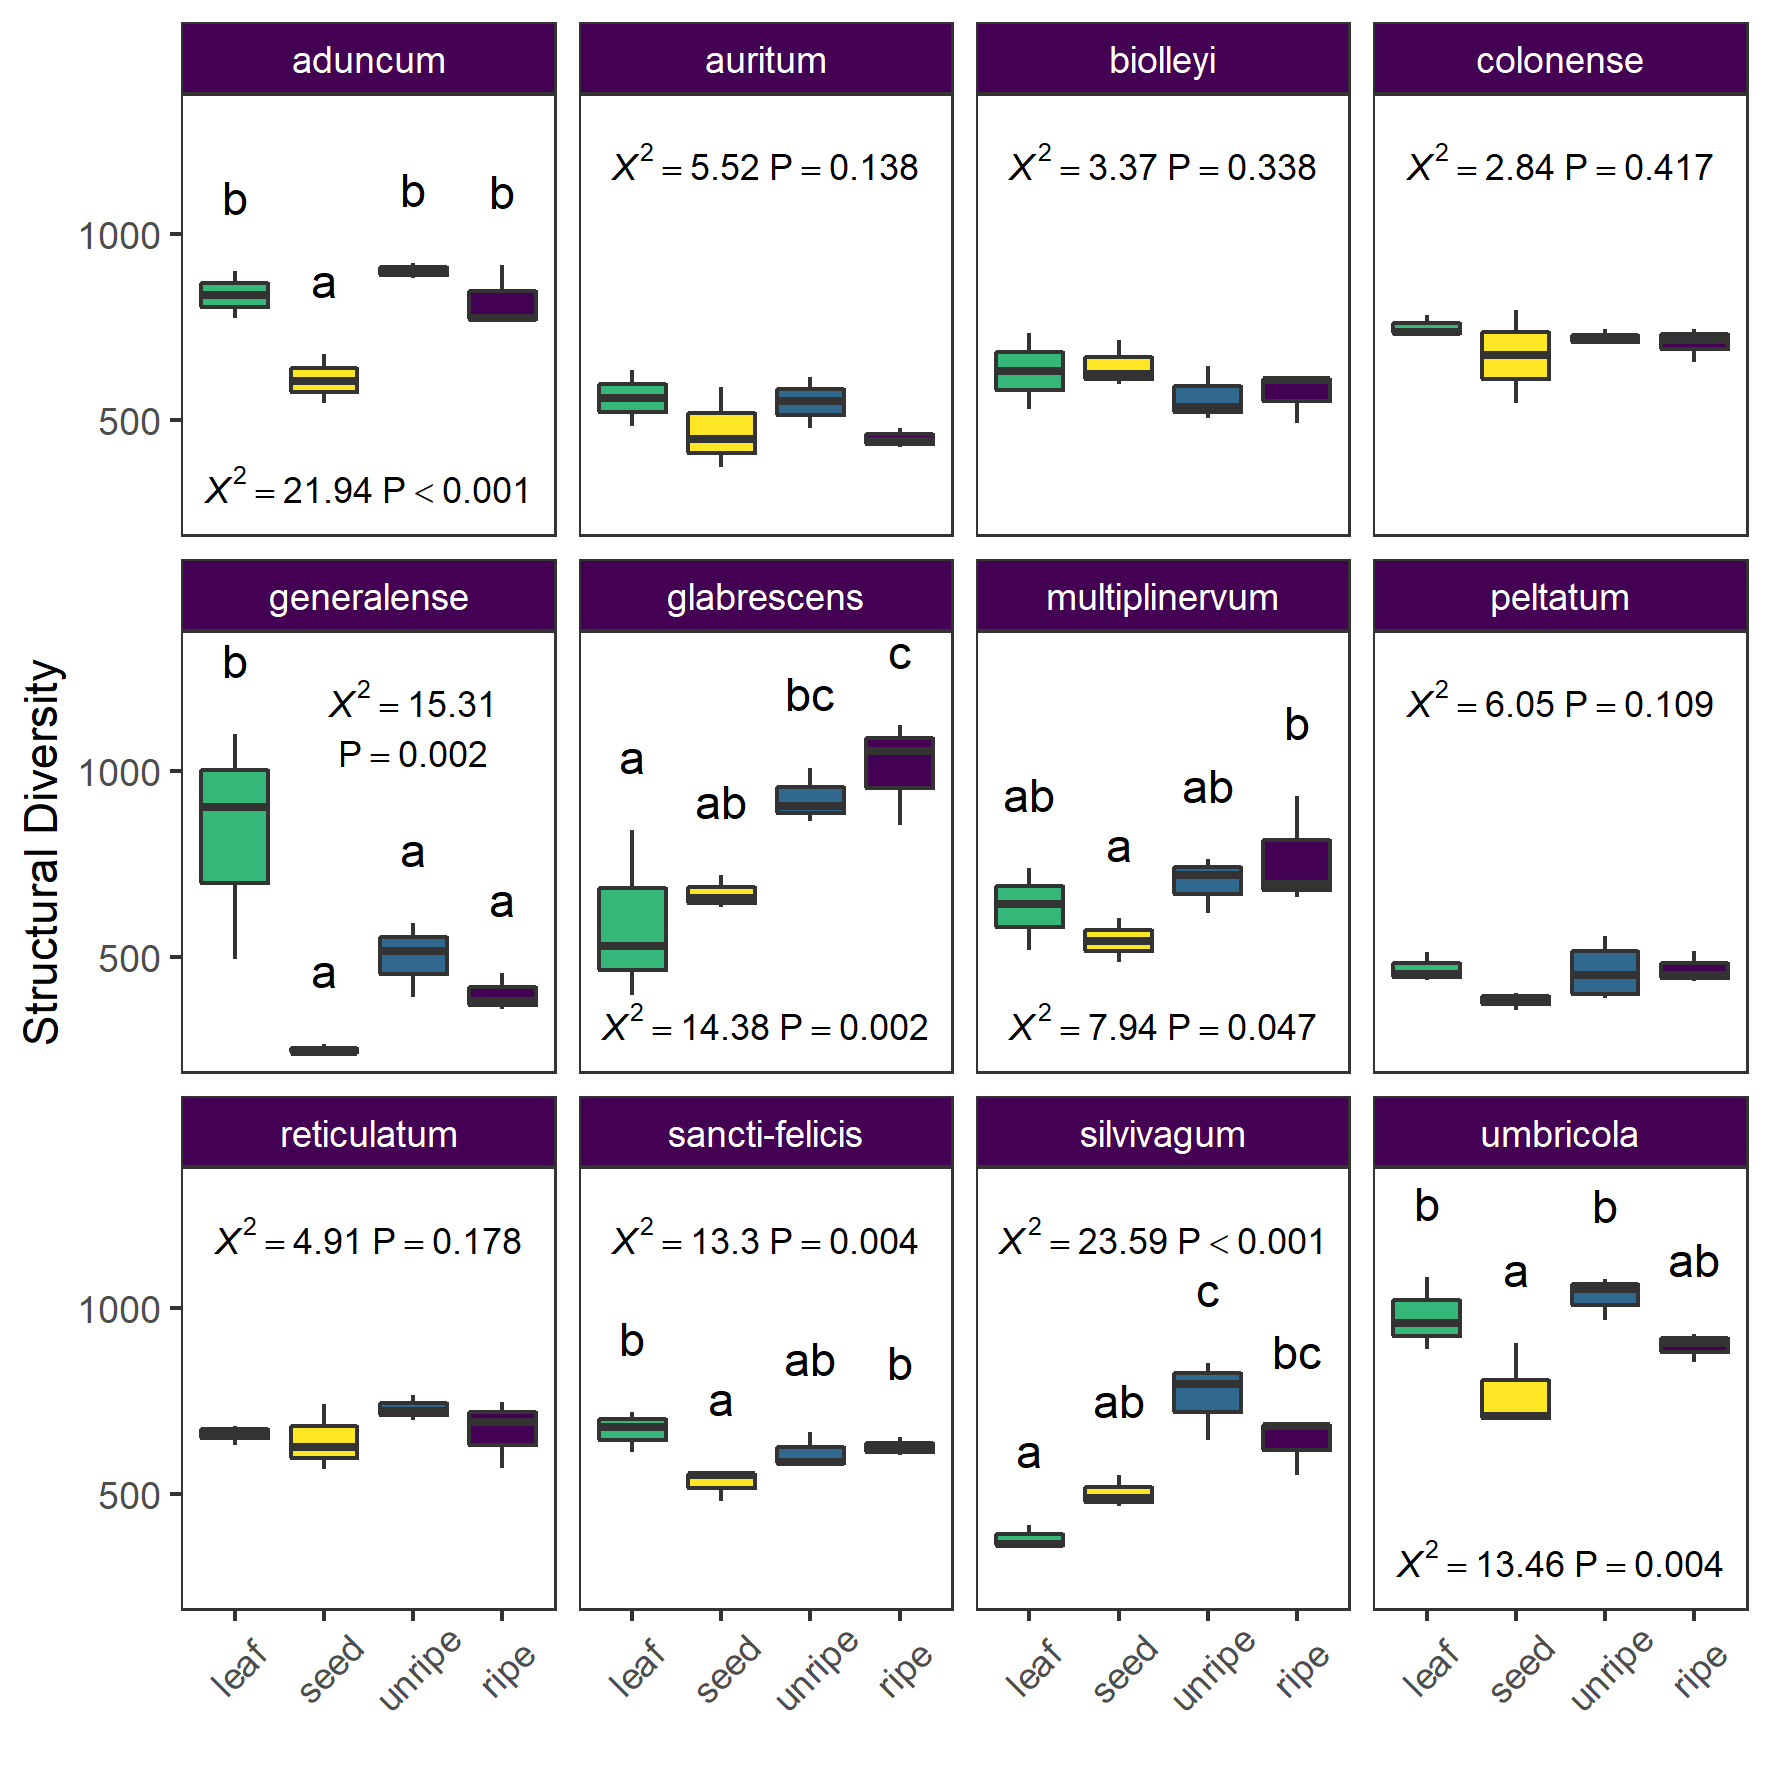 aduncum auritum biolleyi colonense
X² = 5.52 P = 0.138
X² = 3.37 P = 0.338
X² = 2.84 P = 0.417
b a b b
1000
500
X² = 21.94 P < 0.001
generalense glabrescens multiplinervum peltatum
b
X² = 15.31
P = 0.002
a a a
a ab bc c
ab a ab b
X² = 6.05 P = 0.109
1000
500
X² = 14.38 P = 0.002
X² = 7.94 P = 0.047
Structural Diversity
reticulatum sancti-felicis silvivagum umbricola
X² = 4.91 P = 0.178
X² = 13.3 P = 0.004
X² = 23.59 P < 0.001
b a b ab
b a ab b
a ab c bc
1000
500
X² = 13.46 P = 0.004
leaf seed unripe ripe
leaf seed unripe ripe
leaf seed unripe ripe
leaf seed unripe ripe